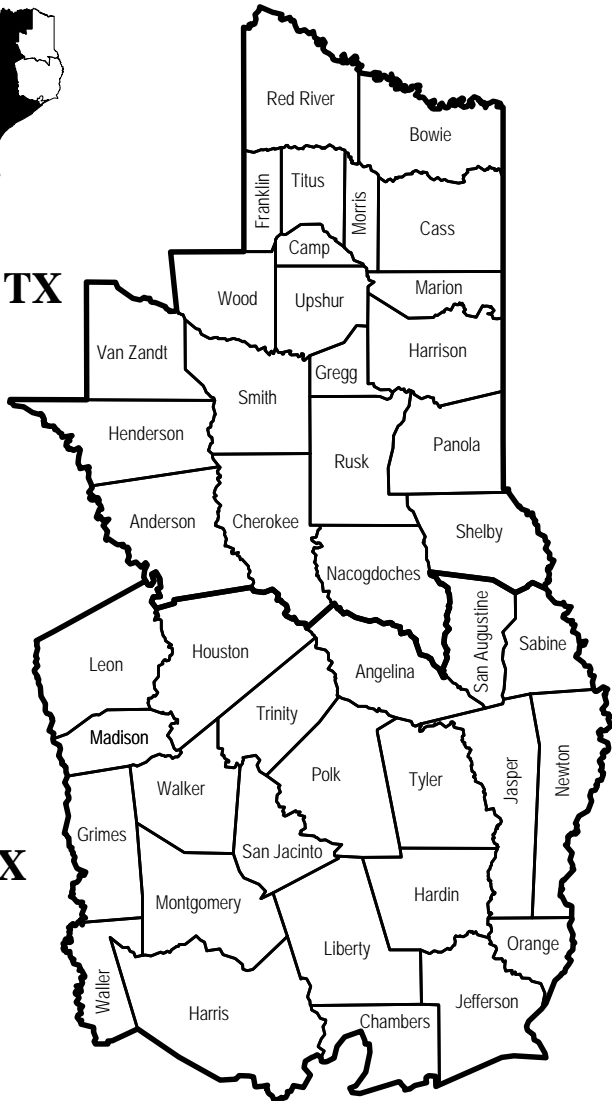 Red River
Bowie
Franklin
Titus
Morris
Cass
Camp
TX
Wood
Upshur
Marion
Van Zandt
Gregg
Harrison
Smith
Henderson
Rusk
Panola
Anderson
Cherokee
Shelby
Nacogdoches
San Augustine
Sabine
Leon
Houston
Angelina
Trinity
Madison
Polk
Tyler
Jasper
Newton
Walker
Grimes
San Jacinto
X
Montgomery
Hardin
Liberty
Orange
Waller
Harris
Chambers
Jefferson